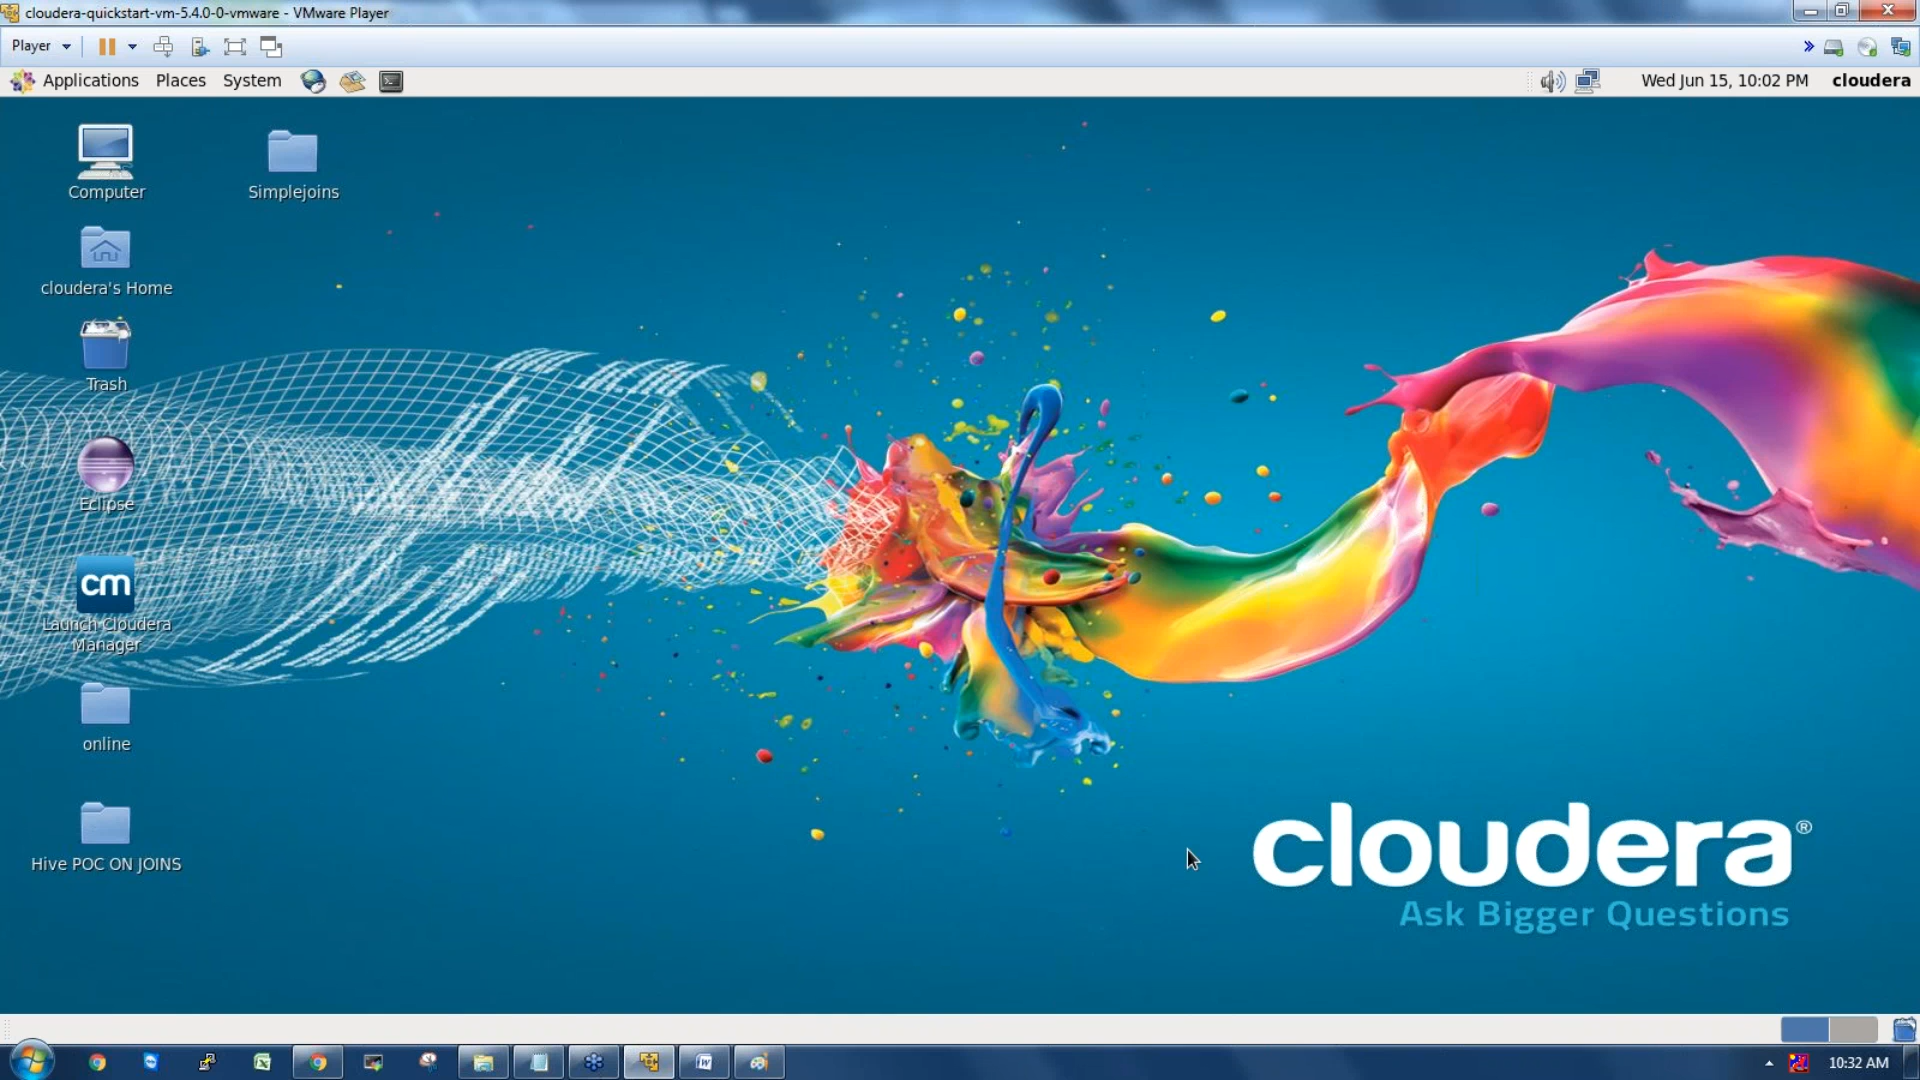 cloudera-quickstart-vm-5.4.0-0-vmware - VMware Player
Player
Applications Places System
Wed Jun 15, 10:02 PM cloudera
Computer
Simplejoins
cloudera's Home
Trash
Eclipse
cm
Launch Cloudera
Manager
online
Hive POC ON JOINS
cloudera®
Ask Bigger Questions
10:32 AM